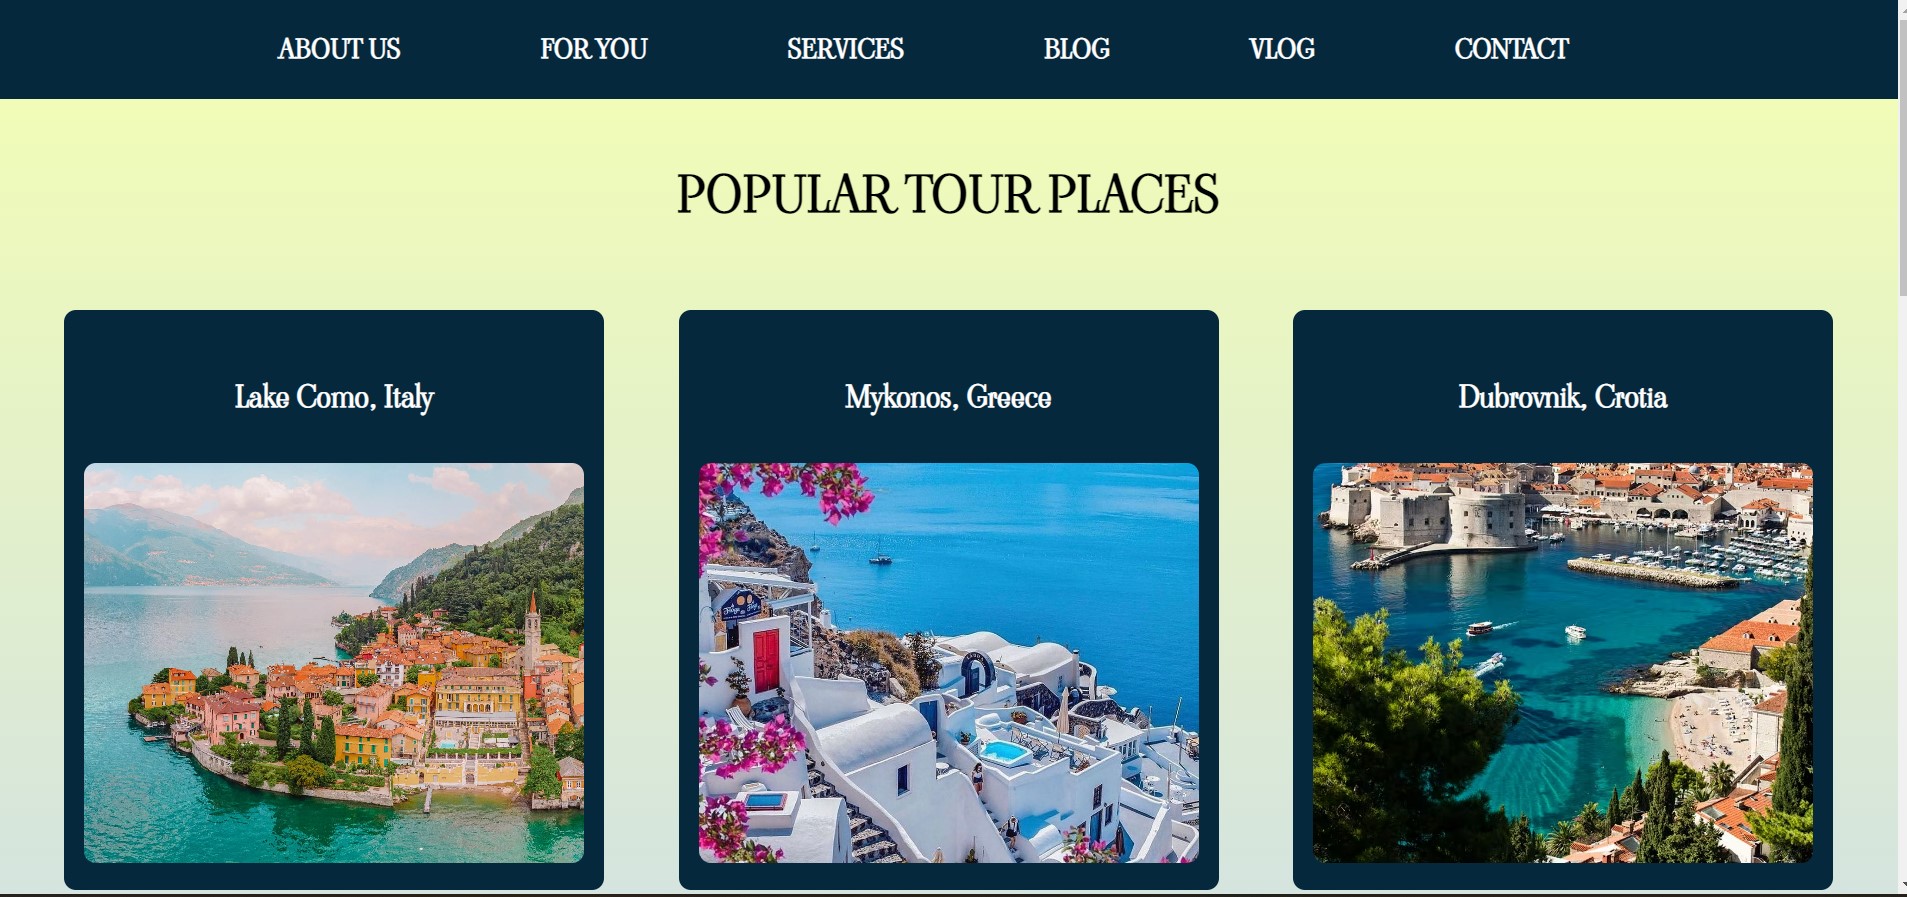 ABOUT US FOR YOU SERVICES BLOG VLOG CONTACT
POPULAR TOUR PLACES
Lake Como, Italy
Mykonos, Greece
Dubrovnik, Crotia